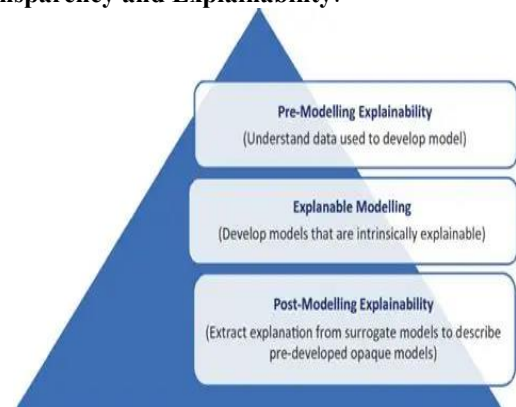 nsparency and Explainability:
Pre-Modelling Explainability
(Understand data used to develop model)
Explanable Modelling
(Develop models that are intrinsically explainable)
Post-Modelling Explainability
(Extract explanation from surrogate models to describe
pre-developed opaque models)